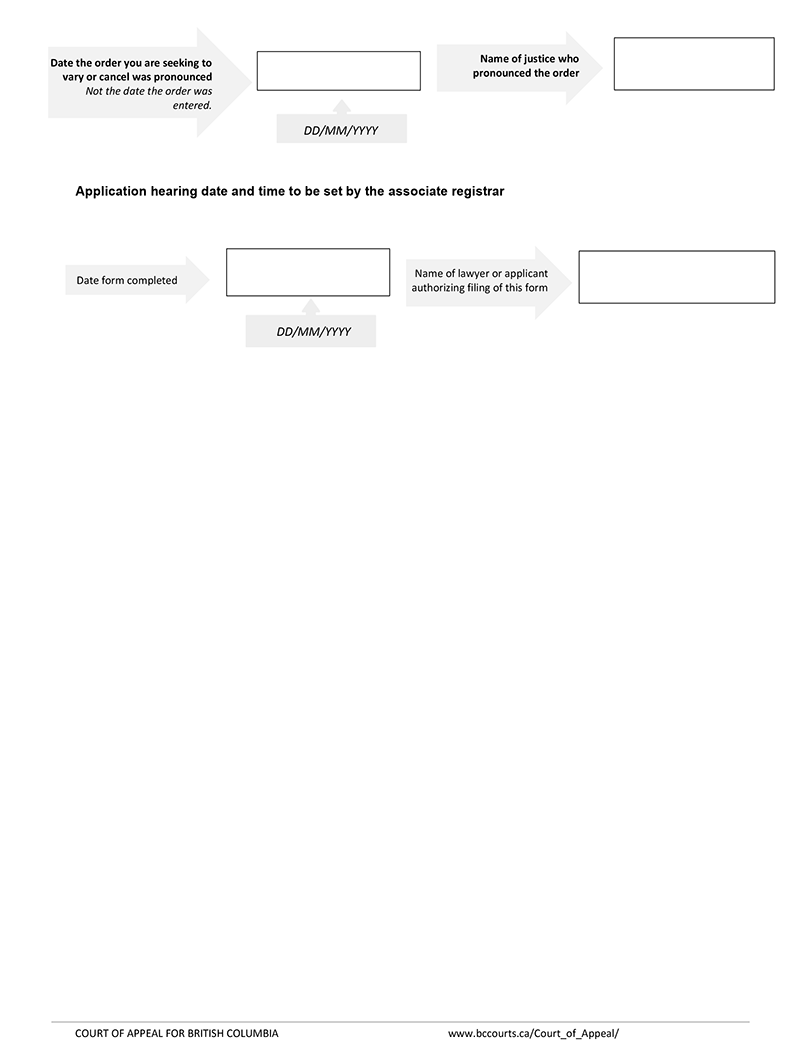 Date the order you are seeking to
vary or cancel was pronounced
Not the date the order was
entered.
Name of justice who
pronounced the order
DD/MM/YYYY
Application hearing date and time to be set by the associate registrar
Date form completed
Name of lawyer or applicant
authorizing filing of this form
DD/MM/YYYY
COURT OF APPEAL FOR BRITISH COLUMBIA
www.bccourts.ca/Court_of_Appeal/